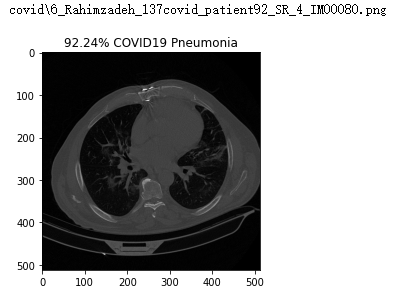 covid\6_Rahimzadeh_137covid_patient92_SR_4_IM00080.png
92.24% COVID19 Pneumonia
0
100
200
300
400
500
0 100 200 300 400 500